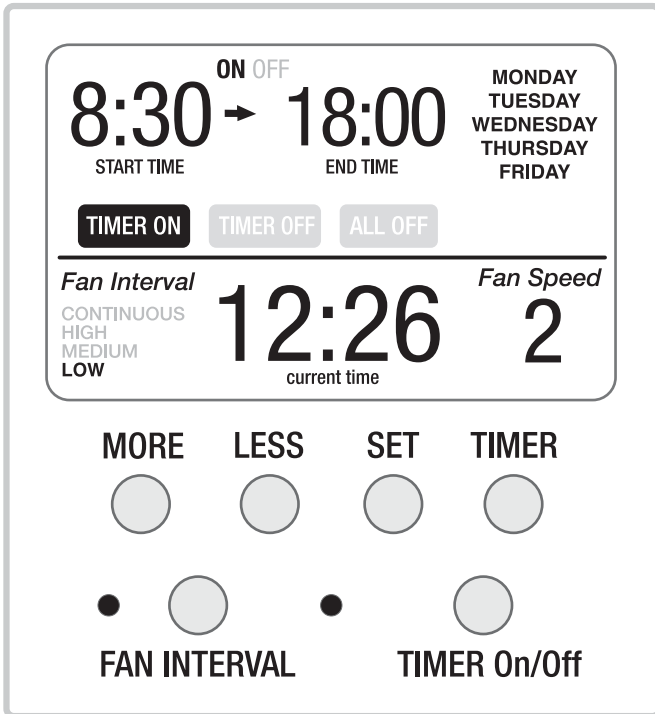 ON OFF
8:30 18:00
START TIME END TIME
MONDAY
TUESDAY
WEDNESDAY
THURSDAY
FRIDAY
TIMER ON TIMER OFF ALL OFF
Fan Interval
CONTINUOUS
HIGH
MEDIUM
LOW
12:26
current time
Fan Speed
2
MORE LESS SET TIMER
FAN INTERVAL TIMER On/Off